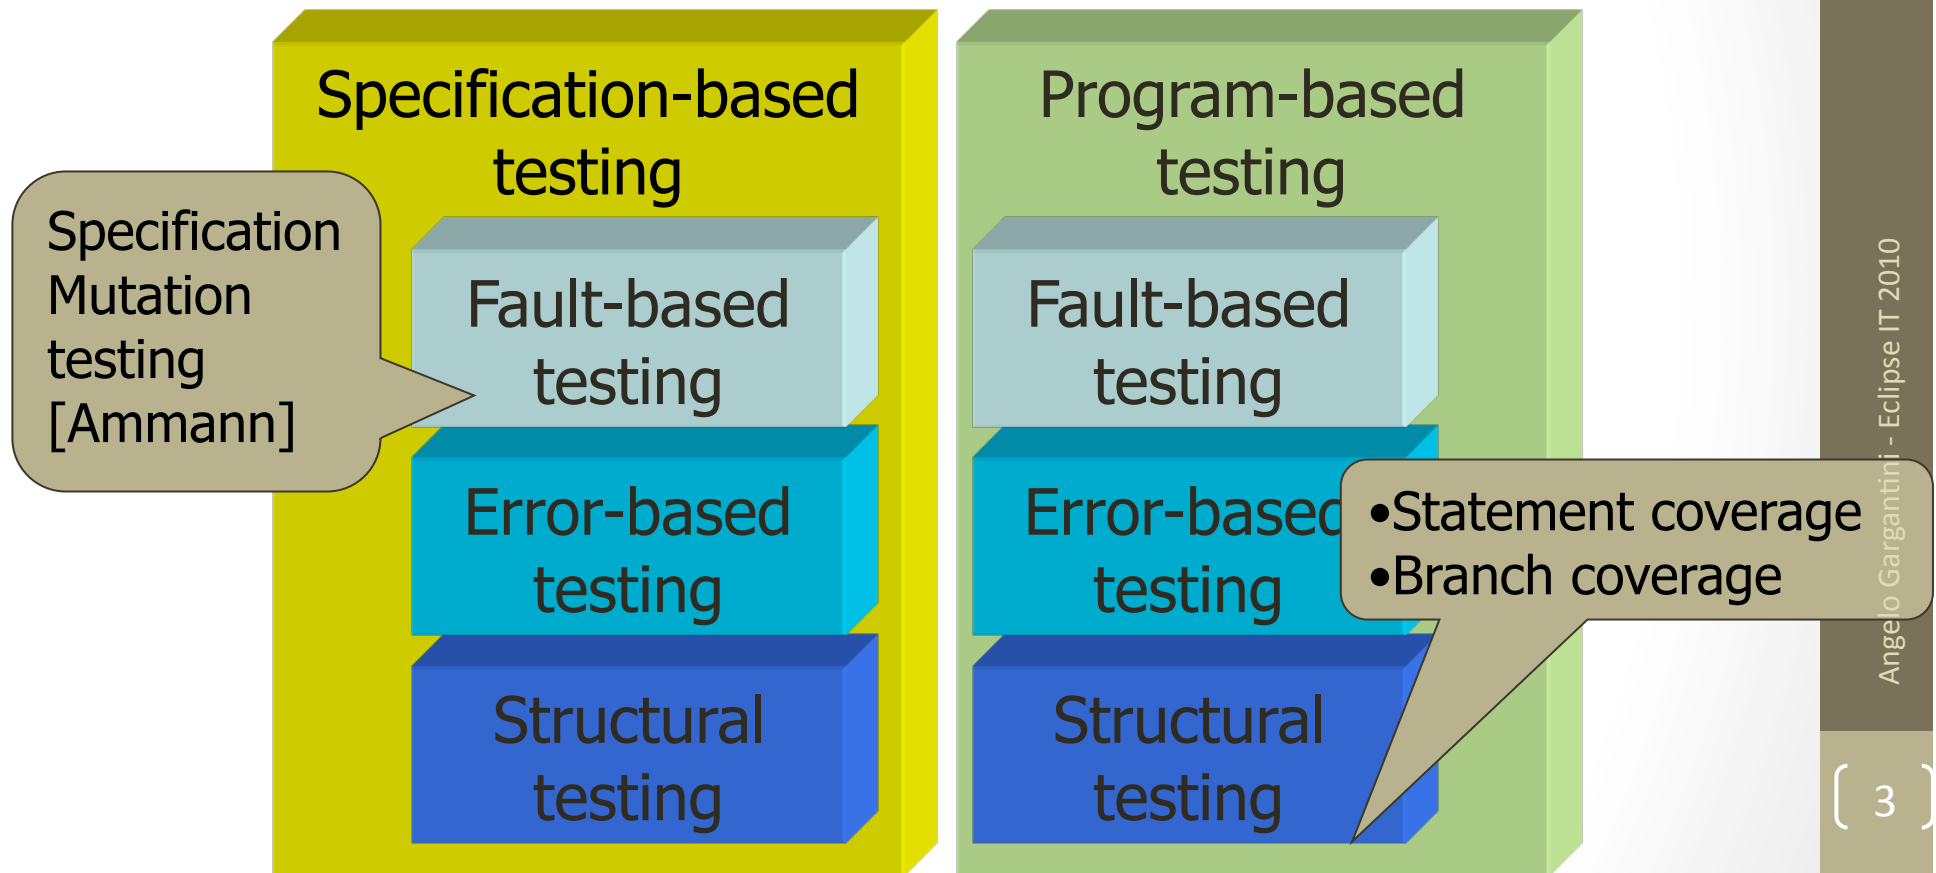 Specification-based
testing
Specification
Mutation
testing
[Ammann]
Fault-based
testing
Error-based
testing
Structural
testing
Program-based
testing
Fault-based
testing
Error-based
testing
•Statement coverage
•Branch coverage
Structural
testing
Angelo Gargantini - Eclipse IT 2010
3